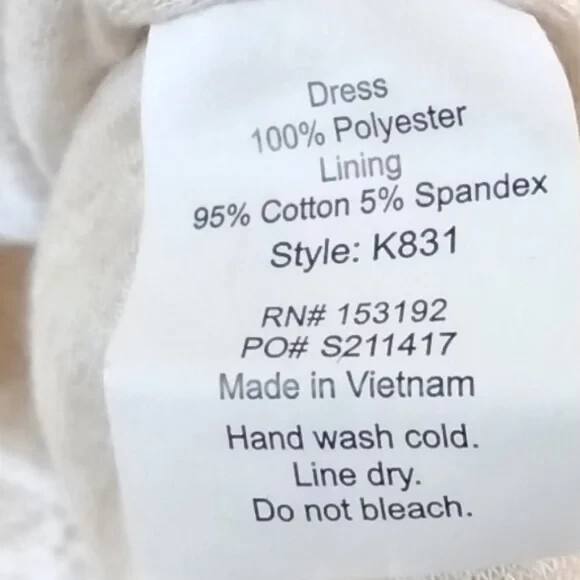 Dress
100% Polyester
Lining
95% Cotton 5% Spandex
Style: K831
RN# 153192
PO# S211417
Made in Vietnam
Hand wash cold.
Line dry.
Do not bleach.